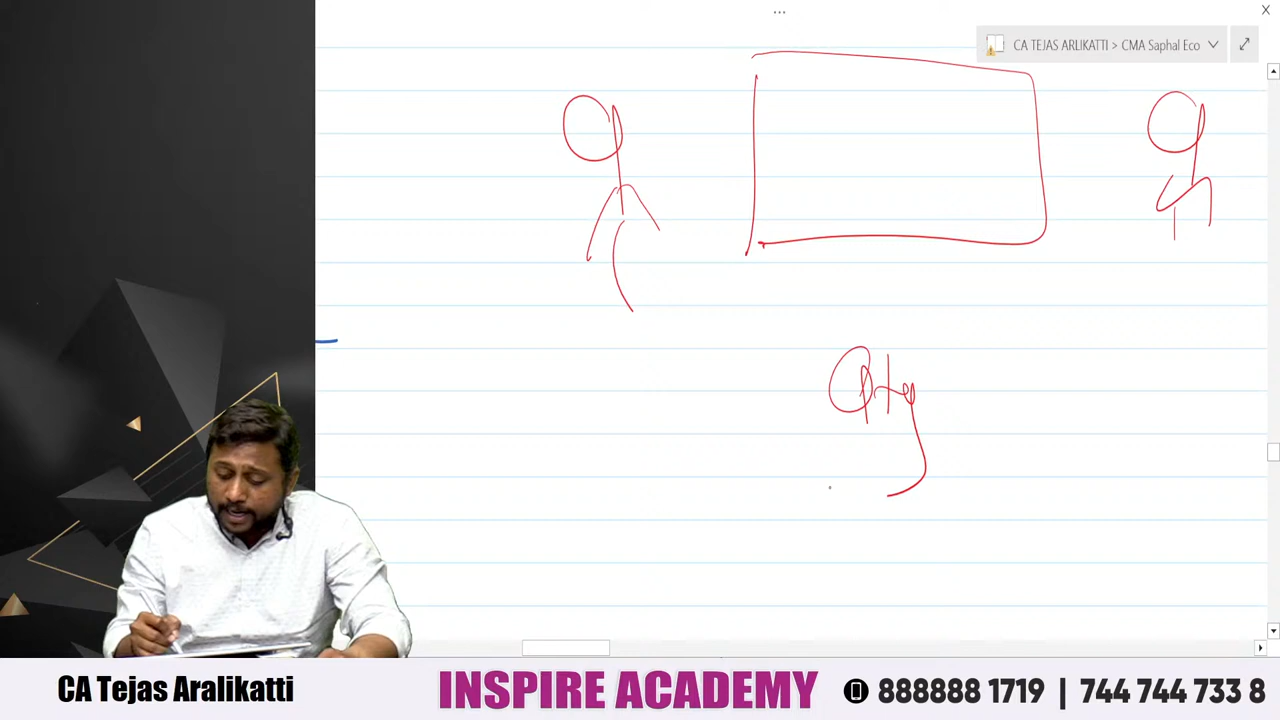 CA TEJAS ARLIKATTI > CMA Saphal Eco
Qty
CA Tejas Aralikatti
INSPIRE ACADEMY
888888 1719 | 744 744 733 8